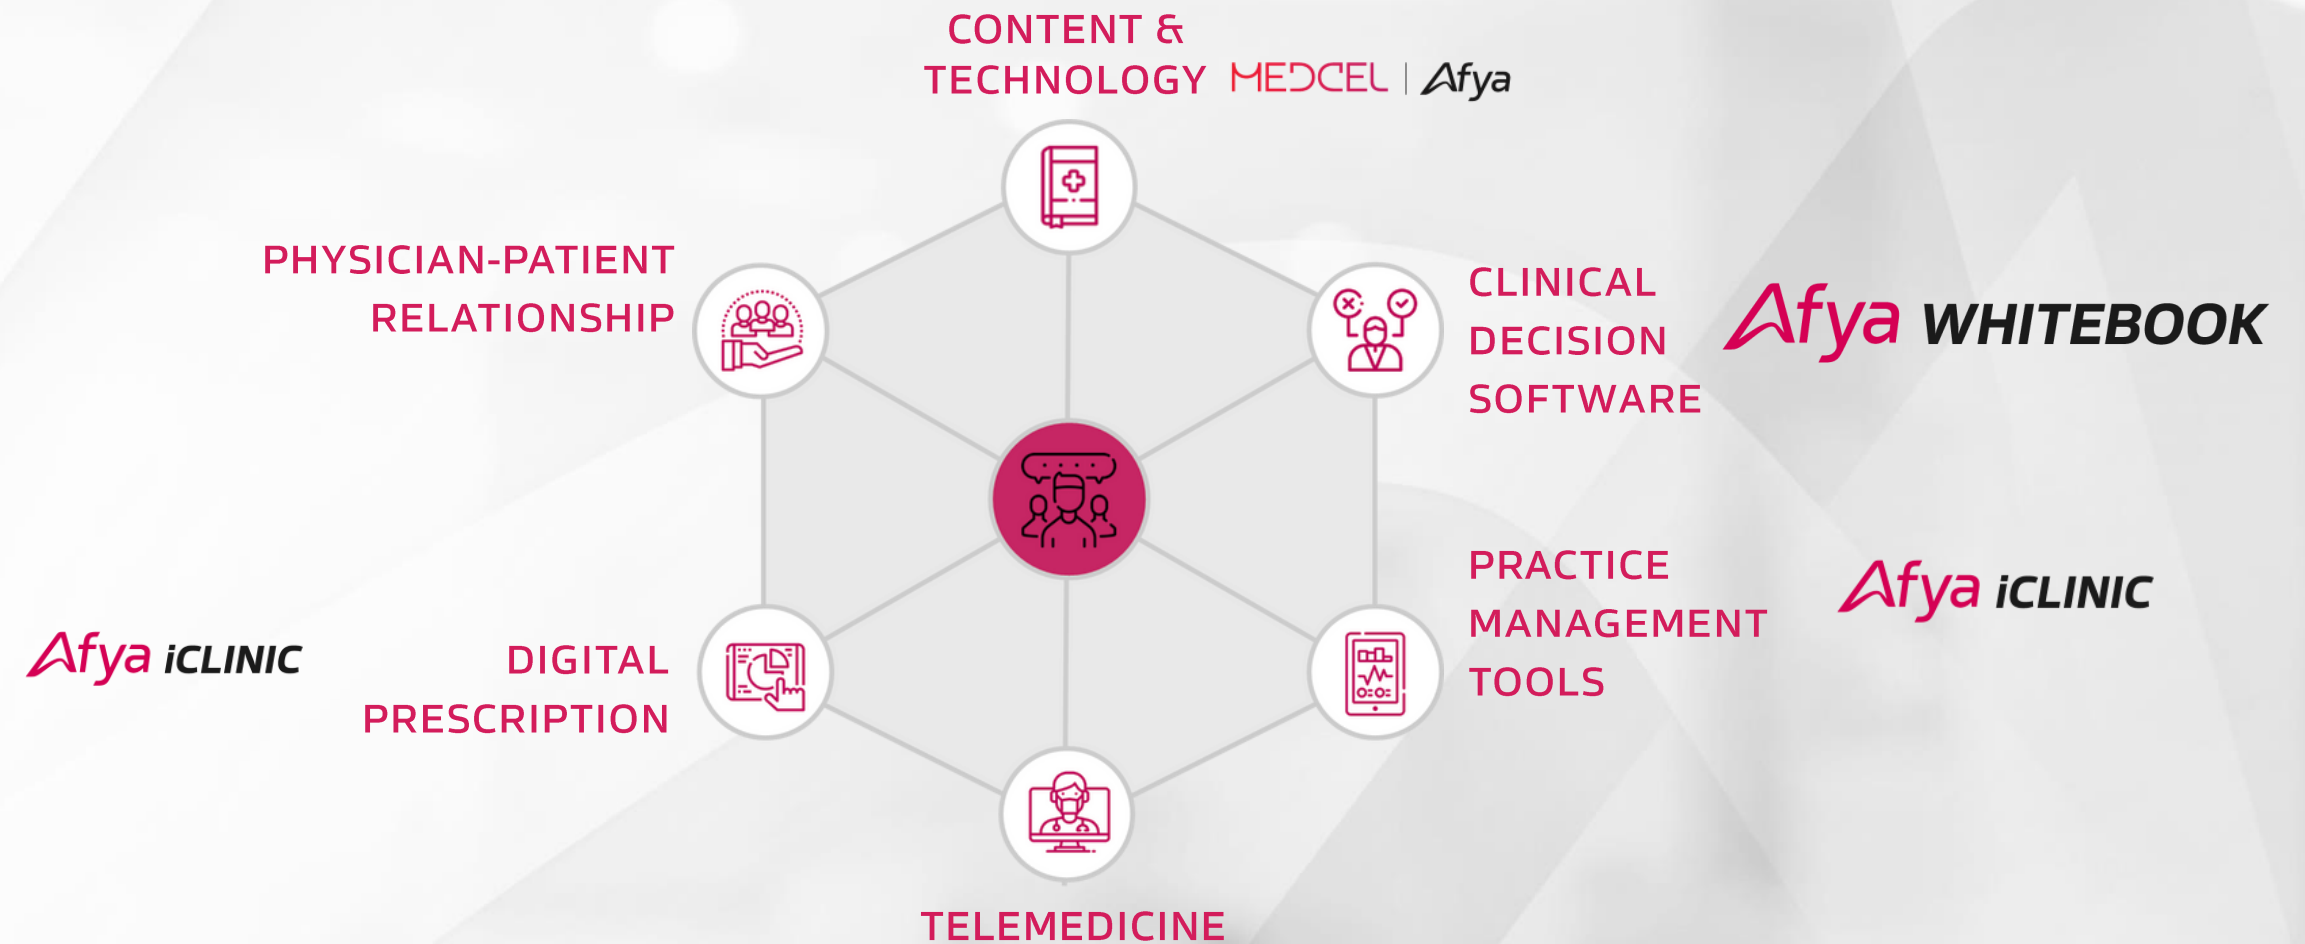 CONTENT &
TECHNOLOGY MEDCEL | Afya
PHYSICIAN-PATIENT
RELATIONSHIP
CLINICAL
DECISION
SOFTWARE
Afya WHITEBOOK
PRACTICE
MANAGEMENT
TOOLS
Afya iCLINIC
Afya iCLINIC
DIGITAL
PRESCRIPTION
TELEMEDICINE